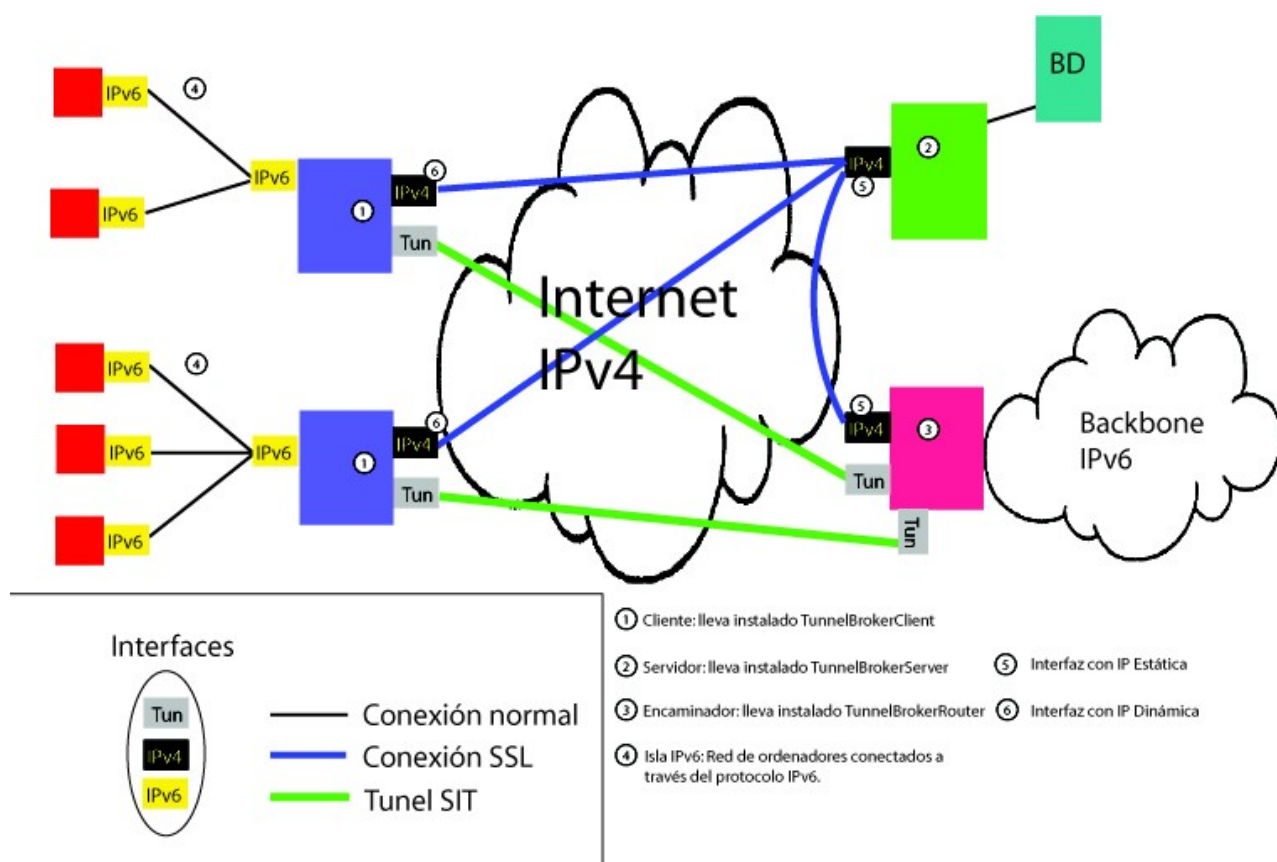 BD
IPv6
④
IPv4
②
IPv6
⑥
⑤
IPv6
①
IPv4
IPv6
Tun
Internet
IPv4
IPv6
④
⑤
IPv4
③
Backbone
IPv6
⑥
IPv6
IPv6
①
IPv4
Tun
Tun
Tun
IPv6
Interfaces
Tun
IPv4
IPv6
Conexión normal
Conexión SSL
Tunel SIT
① Cliente: lleva instalado TunnelBrokerClient
② Servidor: lleva instalado TunnelBrokerServer
③ Encaminador: lleva instalado TunnelBrokerRouter
④ Isla IPv6: Red de ordenadores conectados a
través del protocolo IPv6.
⑤ Interfaz con IP Estática
⑥ Interfaz con IP Dinámica